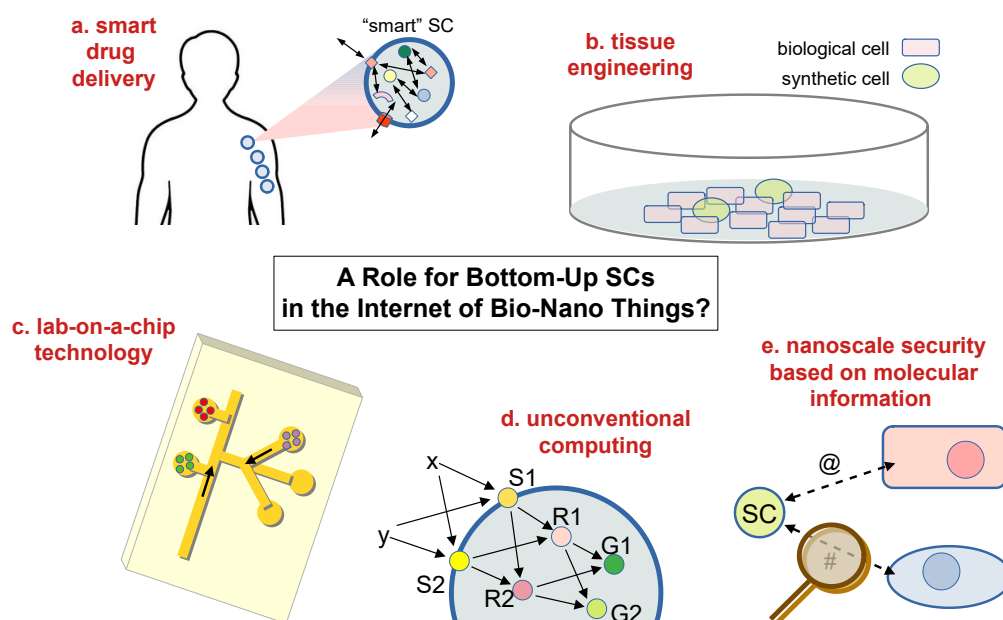 a. smart
drug
delivery
“smart” SC
b. tissue
engineering
biological cell
synthetic cell
A Role for Bottom-Up SCs
in the Internet of Bio-Nano Things?
c. lab-on-a-chip
technology
d. unconventional
computing
x
y
S1
S2
R1
R2
G1
G2
e. nanoscale security
based on molecular
information
@
SC
#